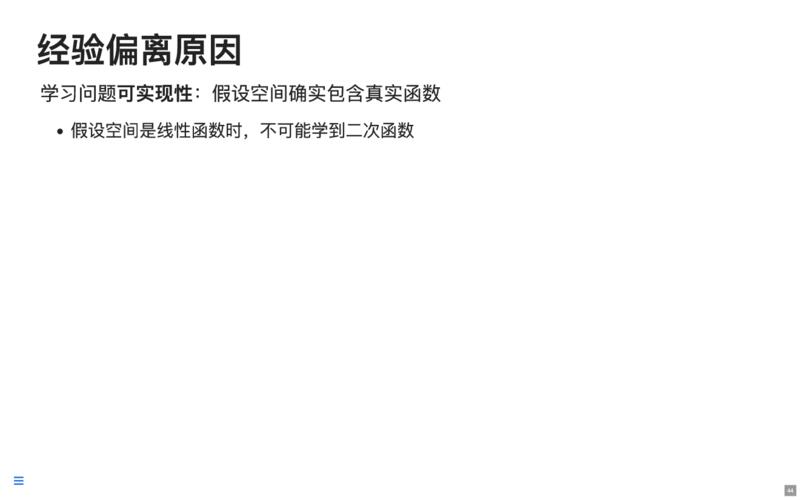 经验偏离原因
学习问题可实现性：假设空间确实包含真实函数
• 假设空间是线性函数时，不可能学到二次函数
44